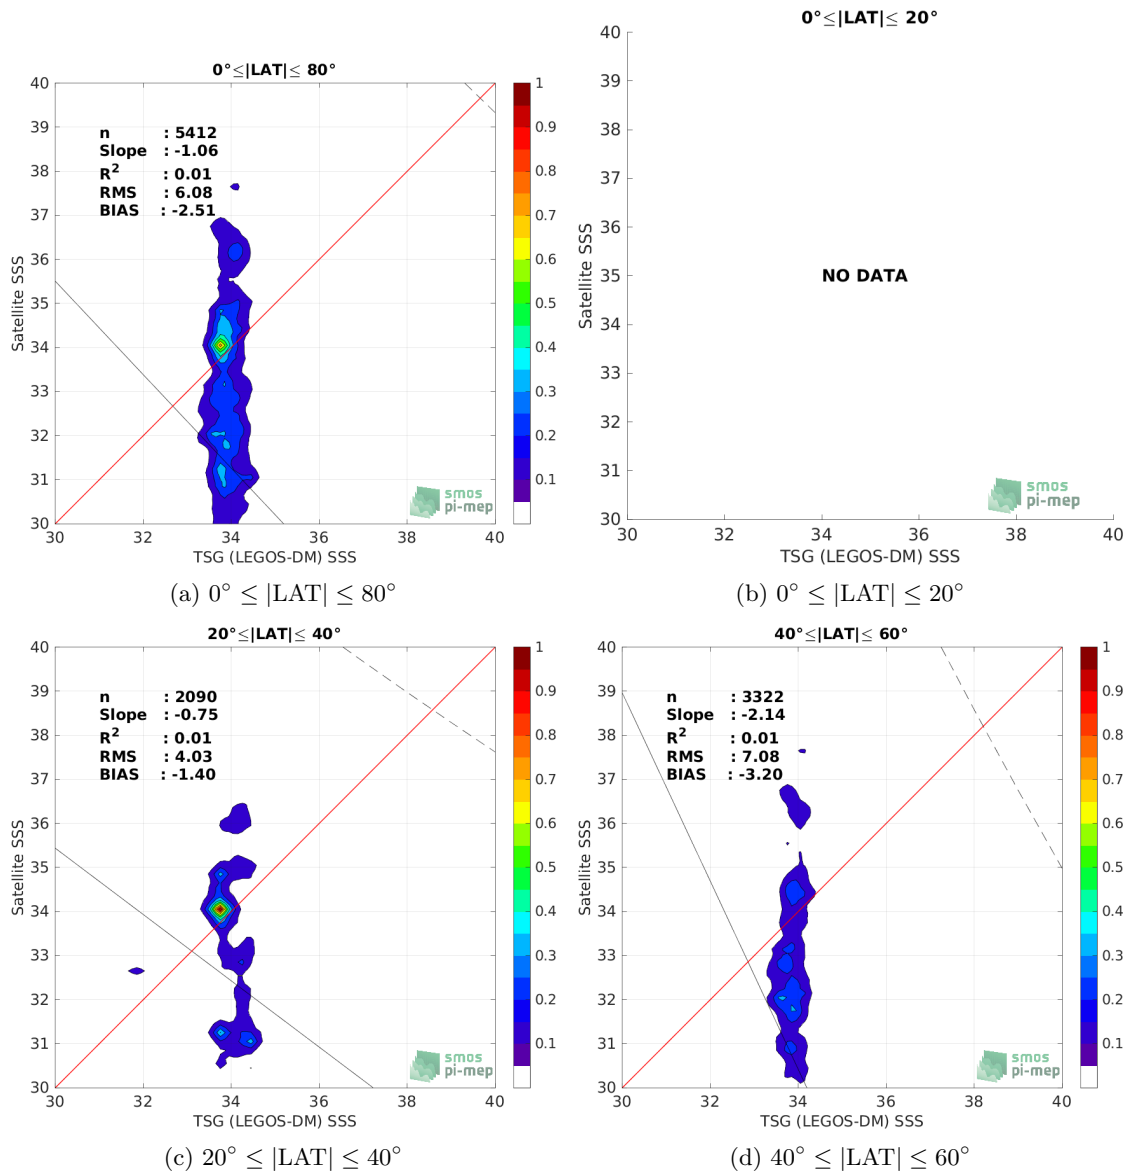 0°≤|LAT|≤ 80°
n : 5412
Slope : -1.06
R² : 0.01
RMS : 6.08
BIAS : -2.51
40
39
38
37
36
35
34
33
32
31
30
Satellite SSS
30 32 34 36 38 40
TSG (LEGOS-DM) SSS
1
0.9
0.8
0.7
0.6
0.5
0.4
0.3
0.2
0.1
smos
pi-mep
(a) 0° ≤ |LAT| ≤ 80°
0°≤|LAT|≤ 20°
40
39
38
37
36
35
34
33
32
31
30
Satellite SSS
NO DATA
30 32 34 36 38 40
TSG (LEGOS-DM) SSS
smos
pi-mep
(b) 0° ≤ |LAT| ≤ 20°
20°≤|LAT|≤ 40°
n : 2090
Slope : -0.75
R² : 0.01
RMS : 4.03
BIAS : -1.40
40
39
38
37
36
35
34
33
32
31
30
Satellite SSS
30 32 34 36 38 40
TSG (LEGOS-DM) SSS
1
0.9
0.8
0.7
0.6
0.5
0.4
0.3
0.2
0.1
smos
pi-mep
(c) 20° ≤ |LAT| ≤ 40°
40°≤|LAT|≤ 60°
n : 3322
Slope : -2.14
R² : 0.01
RMS : 7.08
BIAS : -3.20
40
39
38
37
36
35
34
33
32
31
30
Satellite SSS
30 32 34 36 38 40
TSG (LEGOS-DM) SSS
1
0.9
0.8
0.7
0.6
0.5
0.4
0.3
0.2
0.1
smos
pi-mep
(d) 40° ≤ |LAT| ≤ 60°